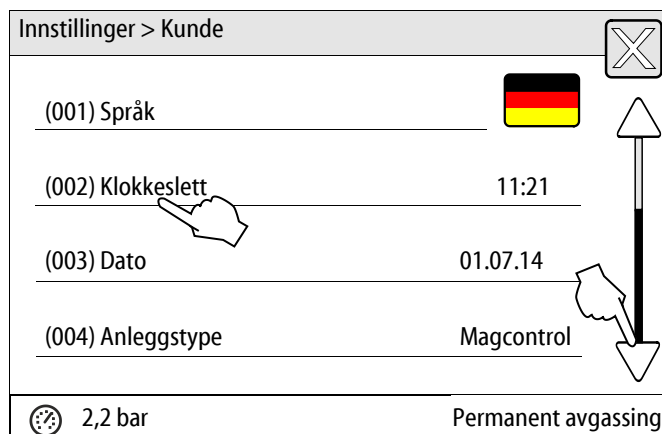 Innstillinger > Kunde
X
(001) Språk
(002) Klokkeslett 11:21
(003) Dato 01.07.14
(004) Anleggstype Magcontrol
2,2 bar Permanent avgassing